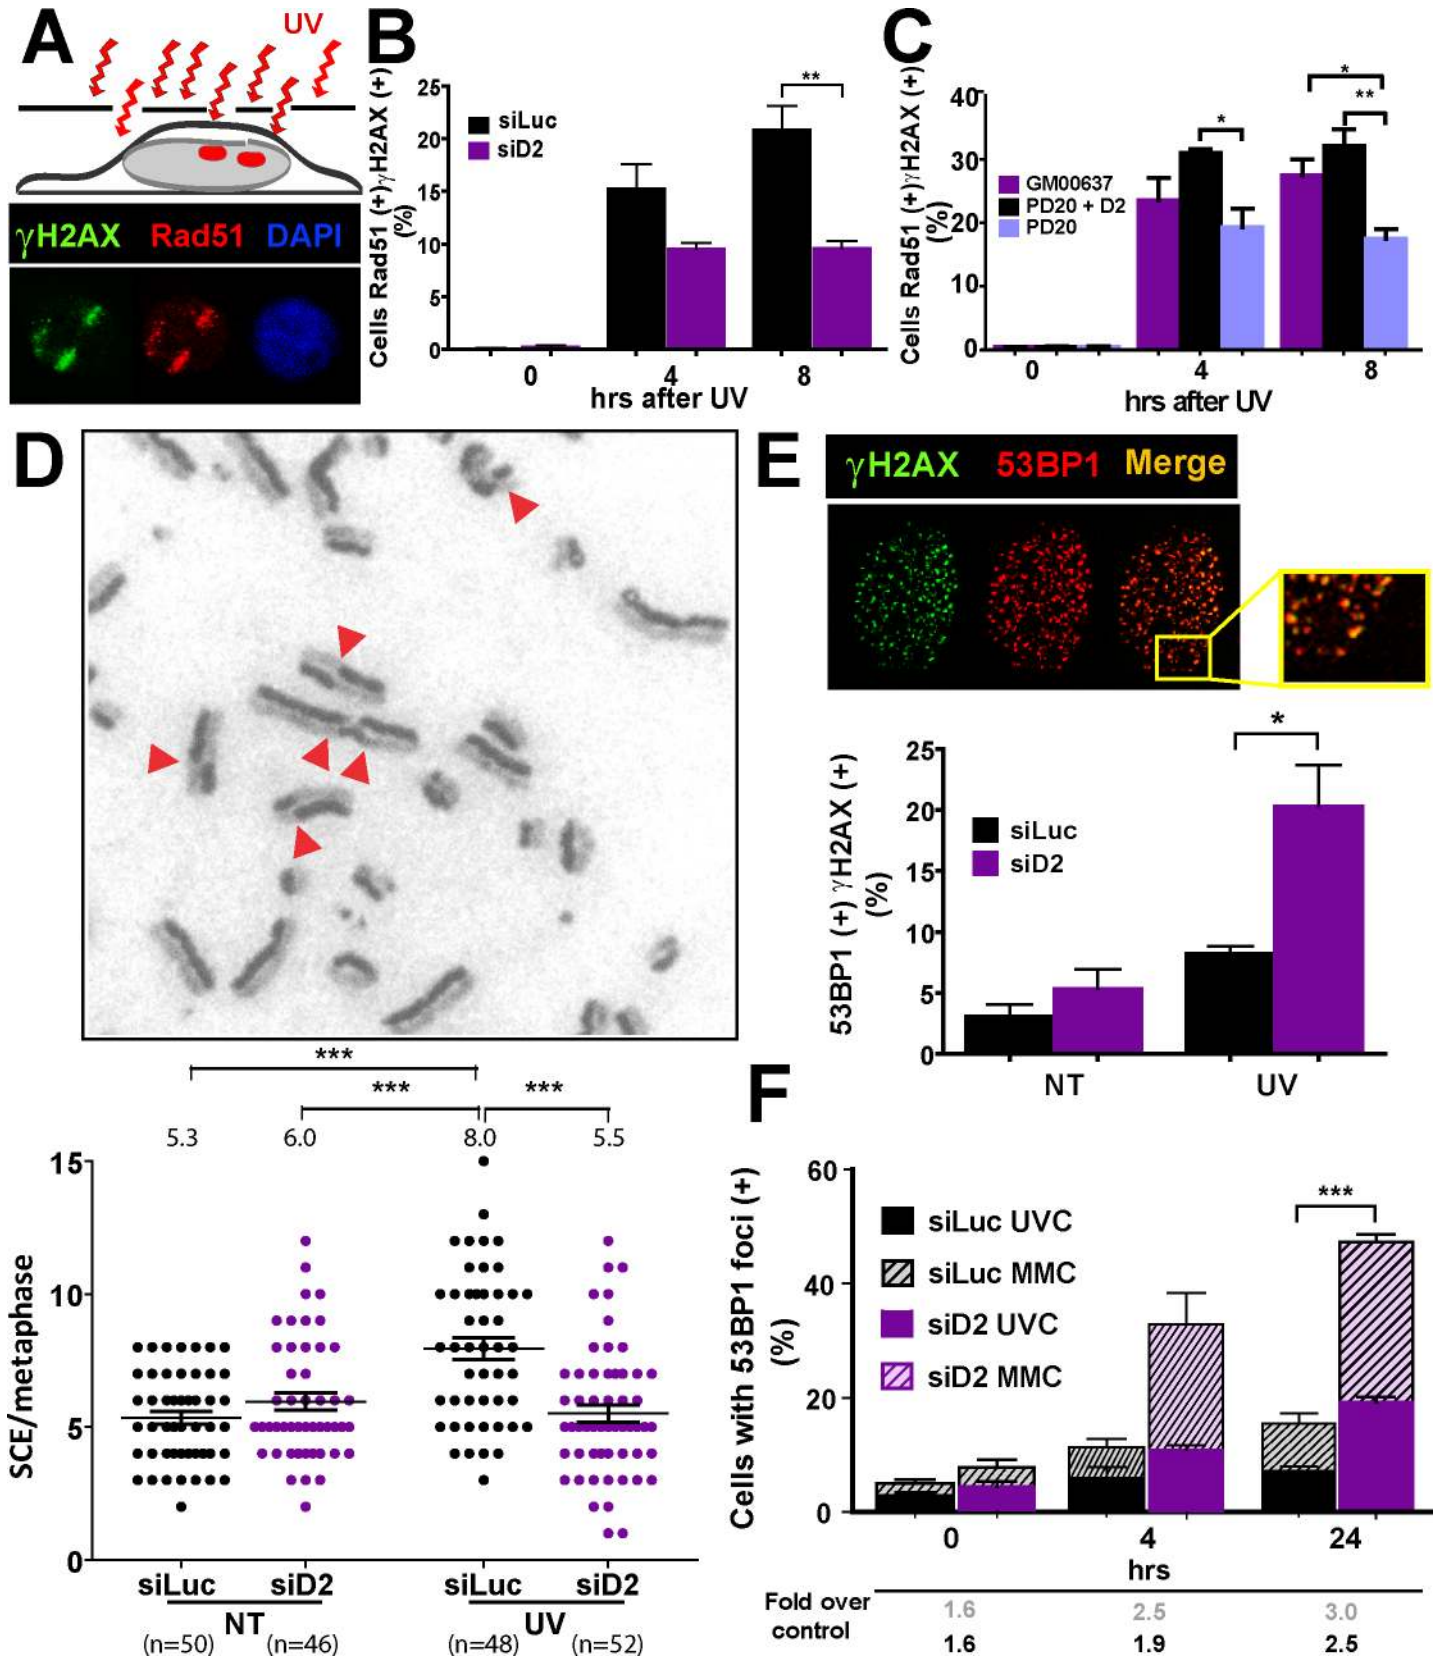 A
UV
γH2AX Rad51 DAPI
B
Cells Rad51 (+)γH2AX (+)
(%)
25
20
15
10
5
0
siLuc
siD2
**
0 4 8
hrs after UV
C
Cells Rad51 (+)γH2AX (+)
(%)
40
30
20
10
0
GM00637
PD20 + D2
PD20
*
*
**
0 4 8
hrs after UV
D
***
*** ***
5.3 6.0 8.0 5.5
SCE/metaphase
15
10
5
0
siLuc siD2 siLuc siD2
NT UV
(n=50) (n=46) (n=48) (n=52)
E
γH2AX 53BP1 Merge
53BP1 (+) γH2AX (+)
(%)
25
20
15
10
5
0
siLuc
siD2
*
NT UV
F
Cells with 53BP1 foci (+)
(%)
60
40
20
0
siLuc UVC
siLuc MMC
siD2 UVC
siD2 MMC
***
0 4 24
hrs
Fold over
control
1.6 2.5 3.0
1.6 1.9 2.5